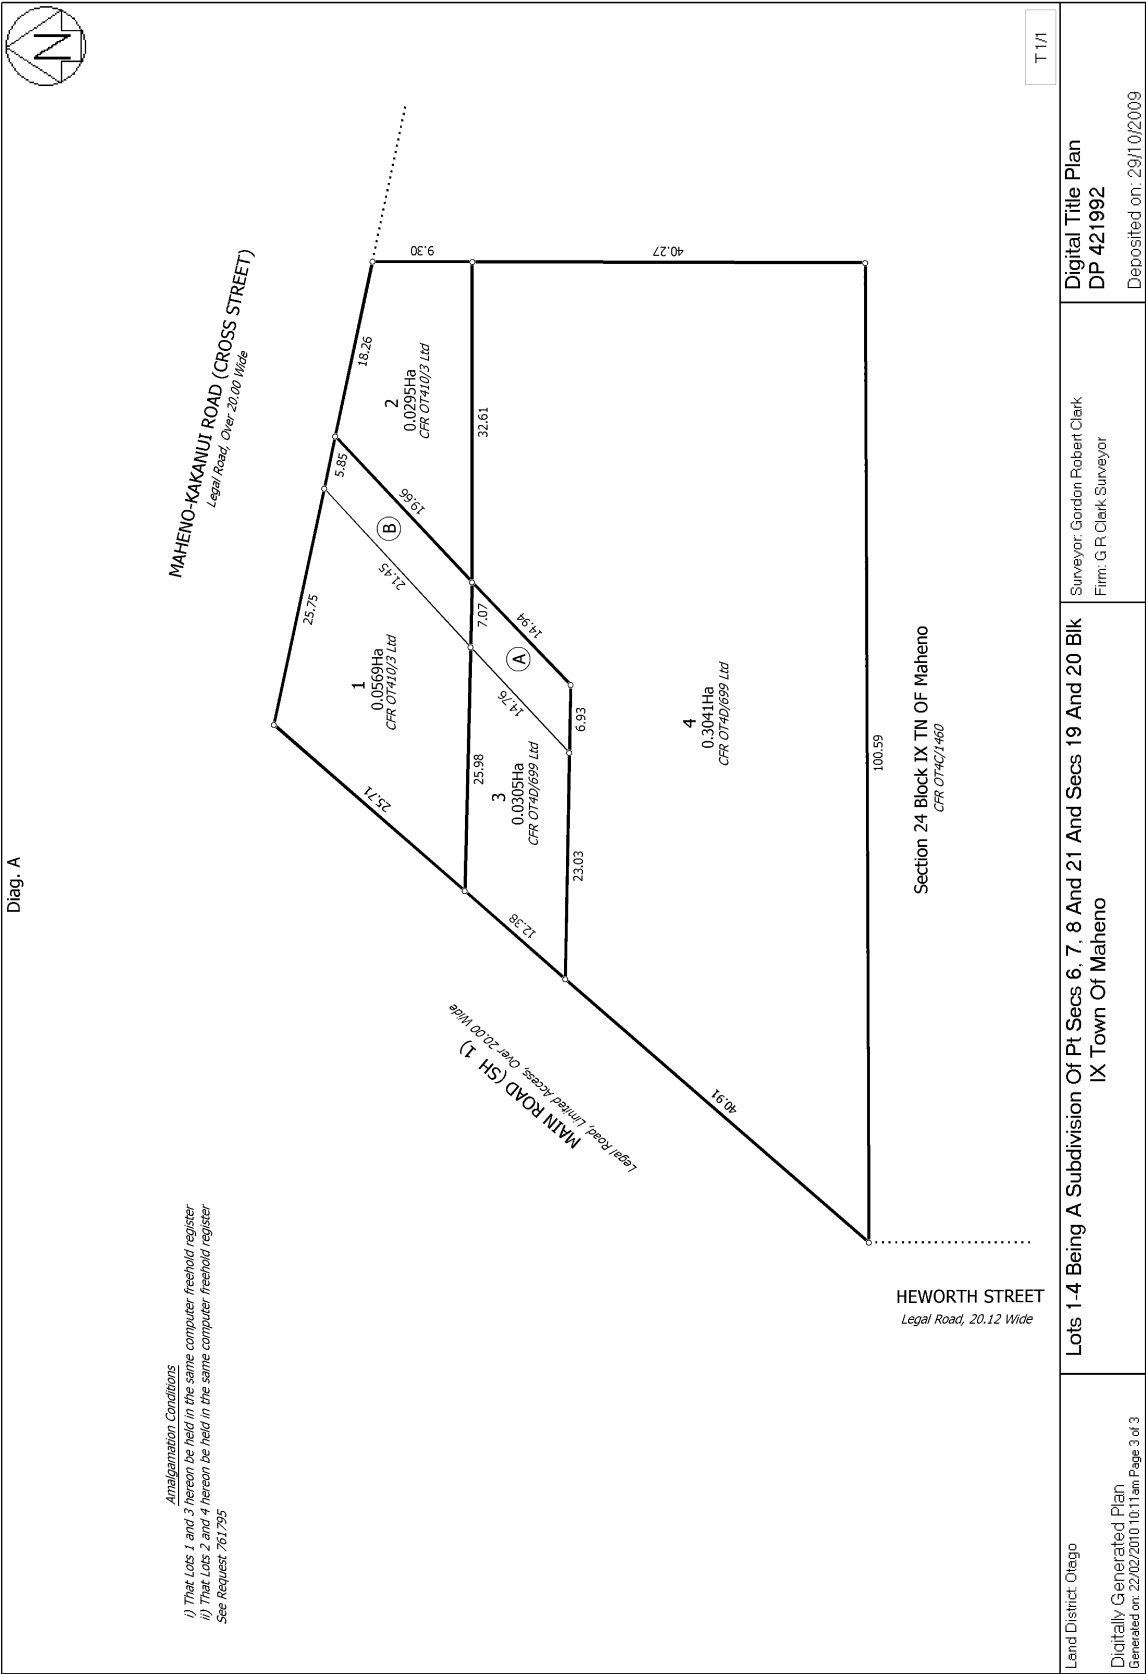 N
Diag. A
T 1/1
Amalgamation Conditions
i) That Lots 1 and 3 hereon be held in the same computer freehold register
ii) That Lots 2 and 4 hereon be held in the same computer freehold register
See Request 761795
MAHENO-KAKANUI ROAD (CROSS STREET)
Legal Road, Over 20.00 Wide
25.75
5.85
18.26
9.30
40.27
25.71
21.45
19.66
B
1
0.0569Ha
CFR OT410/3 Ltd
2
0.0295Ha
CFR OT410/3 Ltd
25.98
7.07
32.61
12.38
14.76
14.94
A
3
0.0305Ha
CFR OT4D/699 Ltd
23.03
6.93
MAIN ROAD (SH 1)
Legal Road, Limited Access, Over 20.00 Wide
40.91
4
0.3041Ha
CFR OT4D/699 Ltd
100.59
Section 24 Block IX TN OF Maheno
CFR OT4C/1460
HEWORTH STREET
Legal Road, 20.12 Wide
Land District: Otago
Digitally Generated Plan
Generated on: 22/02/2010 10:11am Page 3 of 3
Lots 1-4 Being A Subdivision Of Pt Secs 6, 7, 8 And 21 And Secs 19 And 20 Blk
IX Town Of Maheno
Surveyor: Gordon Robert Clark
Firm: G R Clark Surveyor
Digital Title Plan
DP 421992
Deposited on: 29/10/2009